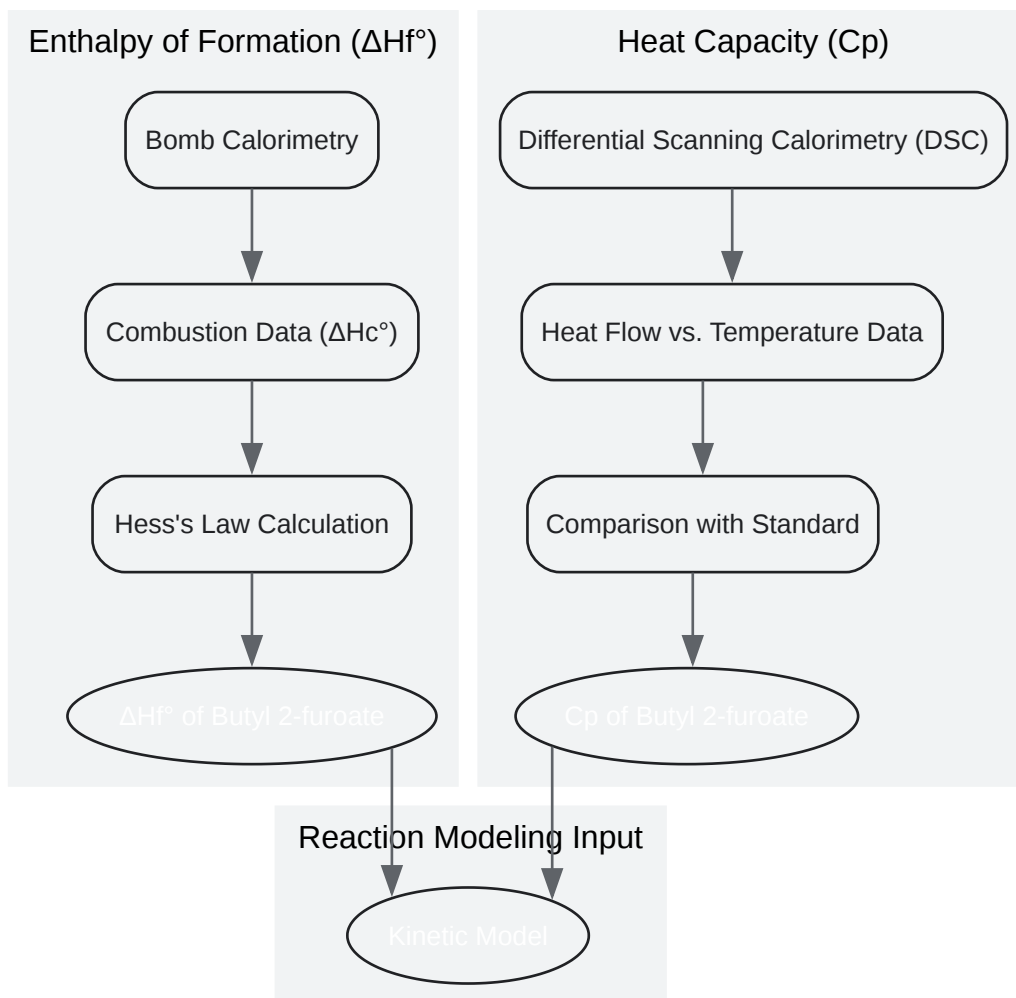 Enthalpy of Formation (ΔHf°)
Bomb Calorimetry
Combustion Data (ΔHc°)
Hess's Law Calculation
ΔHf° of Butyl 2-furoate
Heat Capacity (Cp)
Differential Scanning Calorimetry (DSC)
Heat Flow vs. Temperature Data
Comparison with Standard
Cp of Butyl 2-furoate
Reaction Modeling Input
Kinetic Model